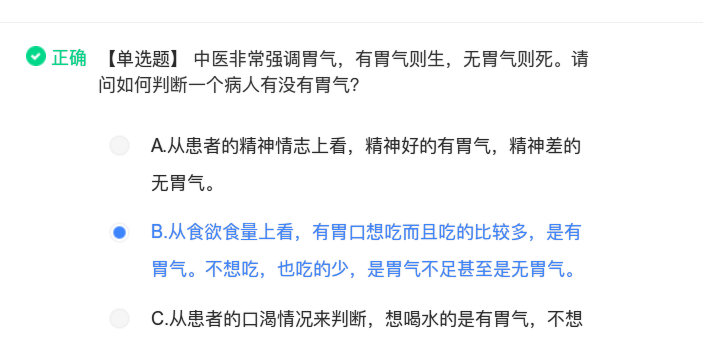 正确 【单选题】 中医非常强调胃气，有胃气则生，无胃气则死。请
问如何判断一个病人有没有胃气?
A.从患者的精神情志上看，精神好的有胃气，精神差的
无胃气。
B.从食欲食量上看，有胃口想吃而且吃的比较多，是有
胃气。不想吃，也吃的少，是胃气不足甚至是无胃气。
C.从患者的口渴情况来判断，想喝水的是有胃气，不想